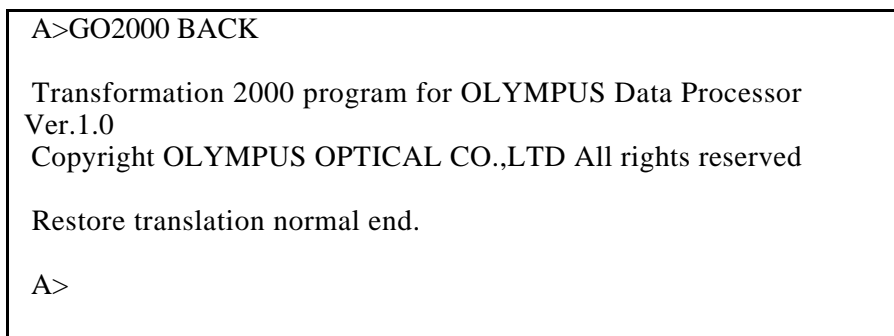 A>GO2000 BACK
Transformation 2000 program for OLYMPUS Data Processor
Ver.1.0
Copyright OLYMPUS OPTICAL CO.,LTD All rights reserved
Restore translation normal end.
A>